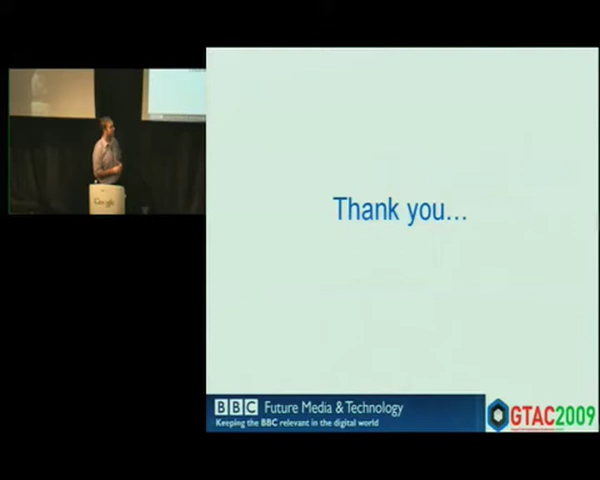 Google
Thank you...
BBC Future Media & Technology
Keeping the BBC relevant in the digital world
GTAC2009